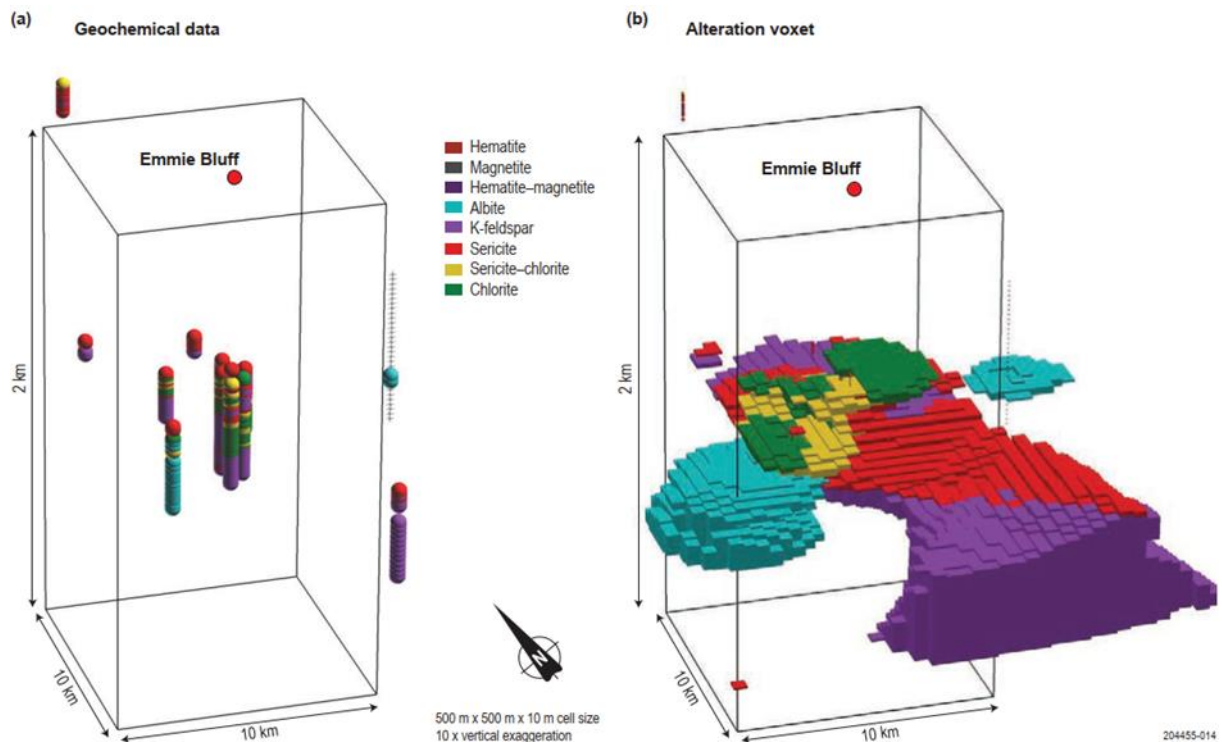 (a)
Geochemical data
Emmie Bluff
2 km
10 km
10 km
Hematite
Magnetite
Hematite–magnetite
Albite
K-feldspar
Sericite
Sericite–chlorite
Chlorite
N
500 m x 500 m x 10 m cell size
10 x vertical exaggeration
(b)
Alteration voxet
Emmie Bluff
2 km
10 km
10 km
204455-014